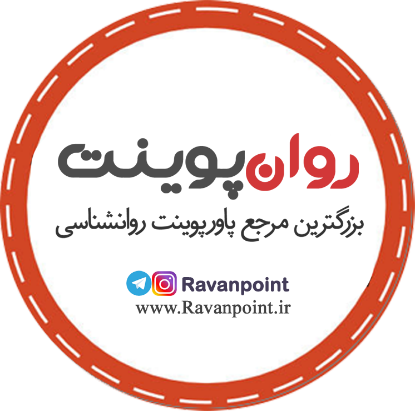 روان‌پوینت
بزرگترین مرجع پاورپوینت روانشناسی
Ravanpoint
www.Ravanpoint.ir